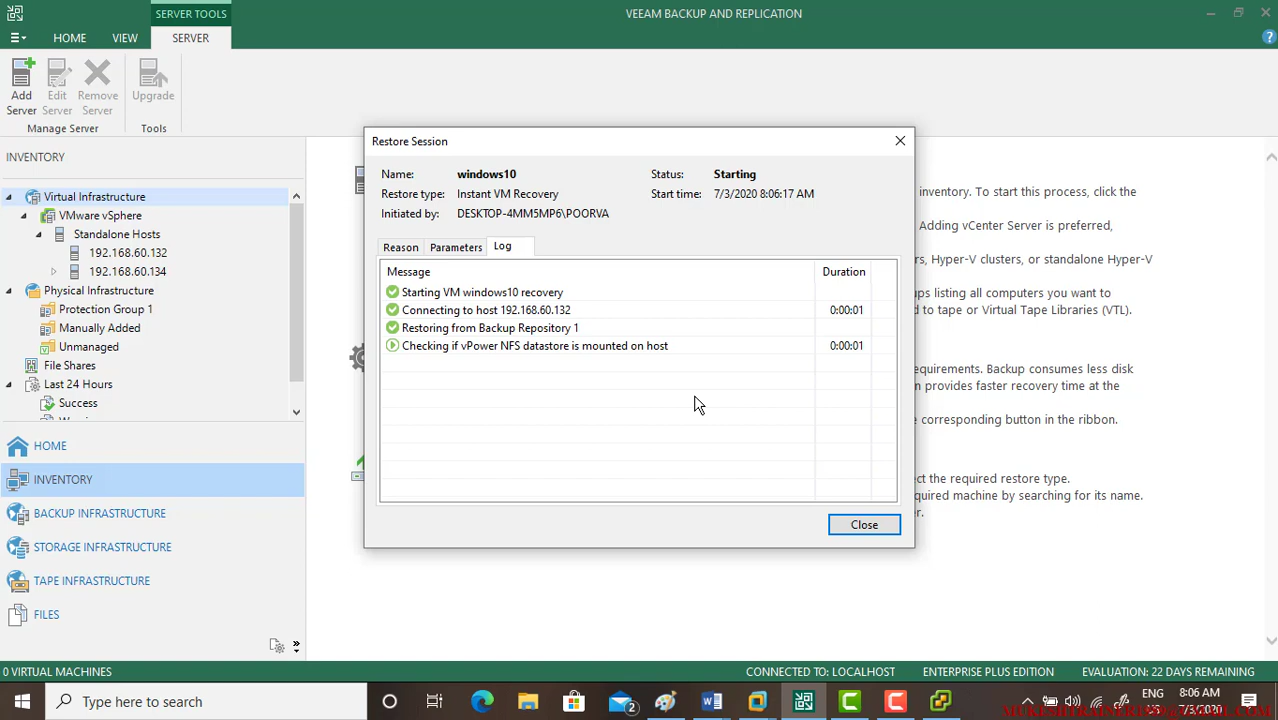 SERVER TOOLS
VEEAM BACKUP AND REPLICATION
HOME VIEW SERVER
Add Server
Edit Server
Remove Server
Upgrade
Manage Server
Tools
INVENTORY
Virtual Infrastructure
VMware vSphere
Standalone Hosts
192.168.60.132
192.168.60.134
Physical Infrastructure
Protection Group 1
Manually Added
Unmanaged
File Shares
Last 24 Hours
Success
HOME
INVENTORY
BACKUP INFRASTRUCTURE
STORAGE INFRASTRUCTURE
TAPE INFRASTRUCTURE
FILES
inventory. To start this process, click the
Adding vCenter Server is preferred,
rs, Hyper-V clusters, or standalone Hyper-V
ups listing all computers you want to
d to tape or Virtual Tape Libraries (VTL).
equirements. Backup consumes less disk
n provides faster recovery time at the
e corresponding button in the ribbon.
ect the required restore type.
quired machine by searching for its name.
Restore Session
Name: windows10 Status: Starting
Restore type: Instant VM Recovery Start time: 7/3/2020 8:06:17 AM
Initiated by: DESKTOP-4MM5MP6\POORVA
Reason Parameters Log
Message Duration
Starting VM windows10 recovery
Connecting to host 192.168.60.132 0:00:01
Restoring from Backup Repository 1
Checking if vPower NFS datastore is mounted on host 0:00:01
Close
0 VIRTUAL MACHINES CONNECTED TO: LOCALHOST ENTERPRISE PLUS EDITION EVALUATION: 22 DAYS REMAINING
Type here to search
2
ENG
8:06 AM
7/3/2020